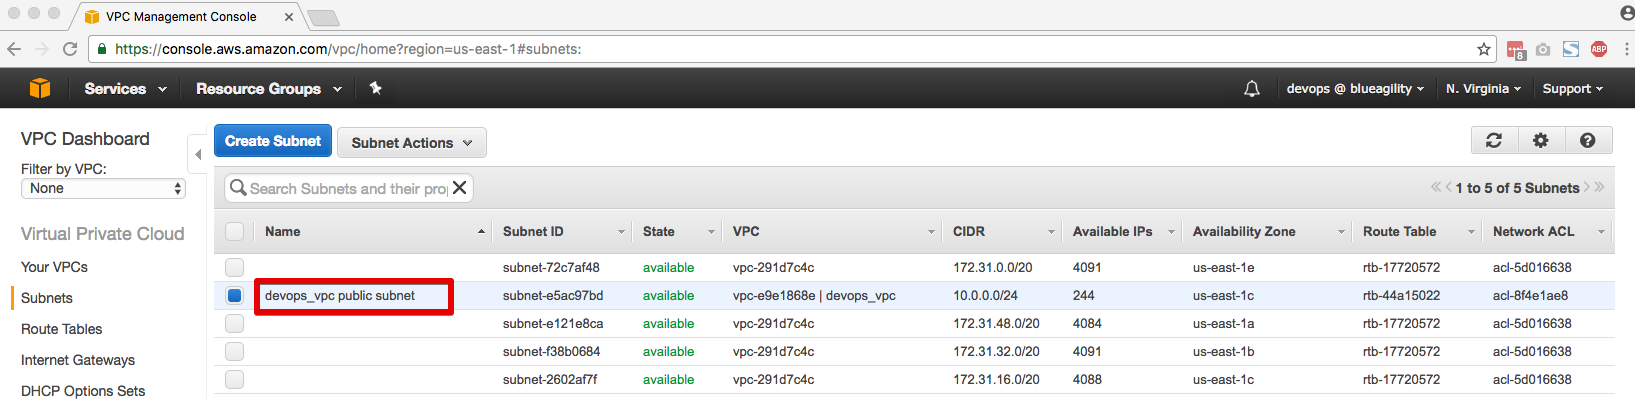 VPC Management Console
https://console.aws.amazon.com/vpc/home?region=us-east-1#subnets:
8
ABP
Services Resource Groups devops @ blueagility N. Virginia Support
VPC Dashboard
Filter by VPC:
None
Virtual Private Cloud
Your VPCs
Subnets
Route Tables
Internet Gateways
DHCP Options Sets
Create Subnet Subnet Actions
Search Subnets and their prop
1 to 5 of 5 Subnets
Name Subnet ID State VPC CIDR Available IPs Availability Zone Route Table Network ACL
subnet-72c7af48 available vpc-291d7c4c 172.31.0.0/20 4091 us-east-1e rtb-17720572 acl-5d016638
devops_vpc public subnet subnet-e5ac97bd available vpc-e9e1868e | devops_vpc 10.0.0.0/24 244 us-east-1c rtb-44a15022 acl-8f4e1ae8
subnet-e121e8ca available vpc-291d7c4c 172.31.48.0/20 4084 us-east-1a rtb-17720572 acl-5d016638
subnet-f38b0684 available vpc-291d7c4c 172.31.32.0/20 4091 us-east-1b rtb-17720572 acl-5d016638
subnet-2602af7f available vpc-291d7c4c 172.31.16.0/20 4088 us-east-1c rtb-17720572 acl-5d016638